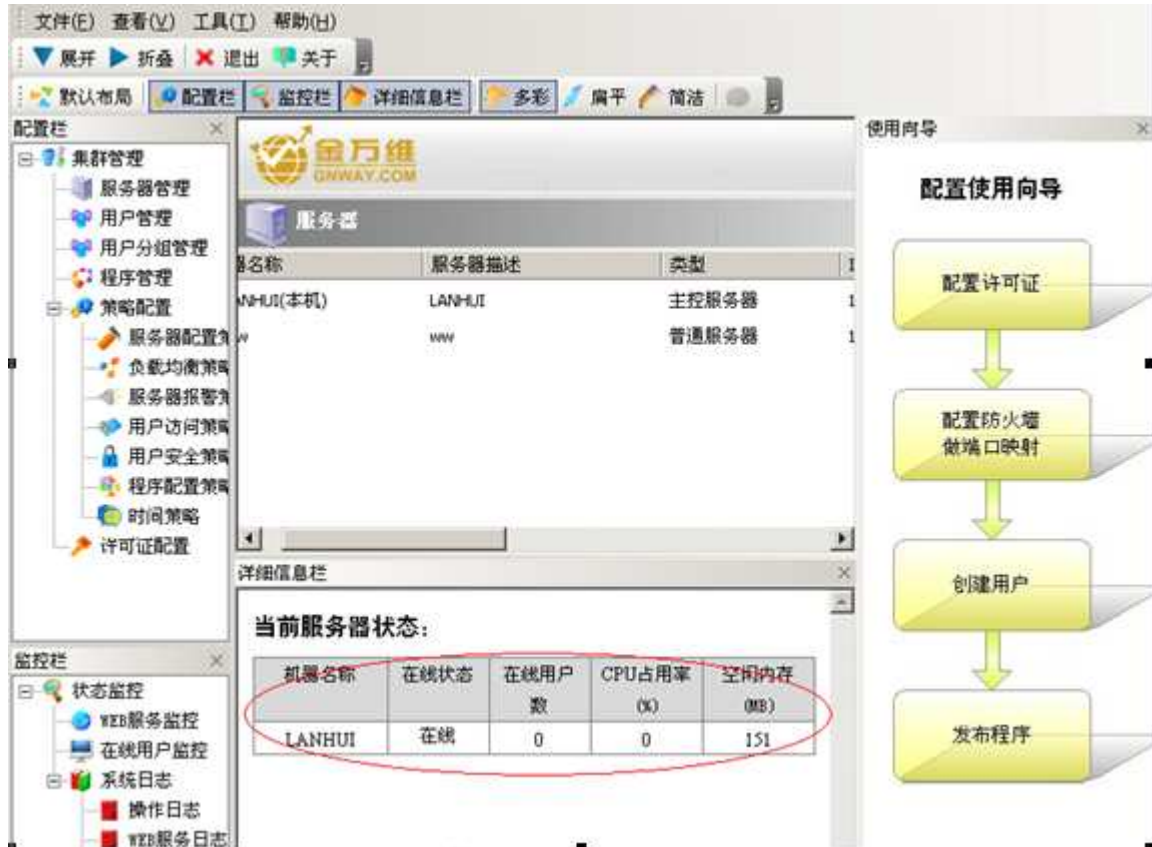 文件(F) 查看(V) 工具(T) 帮助(H)
展开 折叠 退出 关于
默认布局 配置栏 监控栏 详细信息栏 多彩 扁平 简洁
配置栏
集群管理
服务器管理
用户管理
用户分组管理
程序管理
策略配置
服务器配置
负载均衡策略
服务器报警
用户访问策略
用户安全策略
程序配置策略
时间策略
许可证配置
监控栏
状态监控
WEB服务监控
在线用户监控
系统日志
操作日志
WEB服务日志
金万维
GNWAY.COM
服务器
器名称 服务器描述 类型
ANHUI(本机) LANHUI 主控服务器
w ww 普通服务器
详细信息栏
当前服务器状态:
机器名称 在线状态 在线用户数 CPU占用率(%) 空闲内存(MB)
LANHUI 在线 0 0 151
使用向导
配置使用向导
配置许可证
配置防火墙
做端口映射
创建用户
发布程序